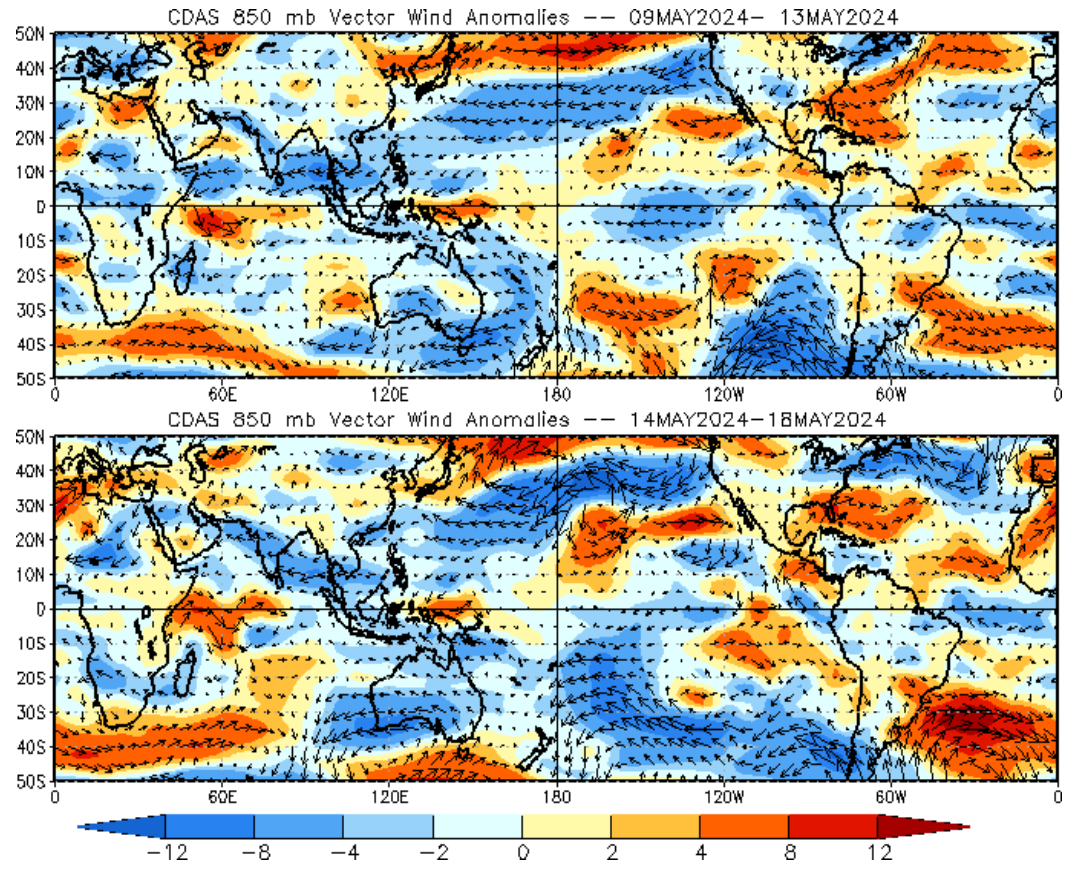 CDAS 850 mb Vector Wind Anomalies -- 09MAY2024- 13MAY2024
50N
40N
30N
20N
10N
0
10S
20S
30S
40S
50S
0 60E 120E 180 120W 60W 0
CDAS 850 mb Vector Wind Anomalies -- 14MAY2024-18MAY2024
50N
40N
30N
20N
10N
0
10S
20S
30S
40S
50S
0 60E 120E 180 120W 60W 0
-12 -8 -4 -2 0 2 4 8 12